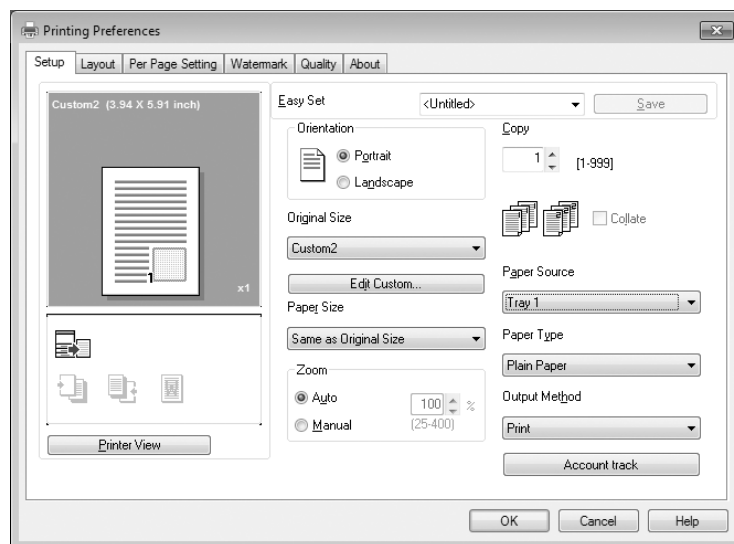 Printing Preferences
Setup Layout Per Page Setting Watermark Quality About
Custom2 (3.94 X 5.91 inch)
1
x1
Printer View
Easy Set <Untitled> Save
Orientation
Portrait
Landscape
Original Size
Custom2
Edit Custom...
Paper Size
Same as Original Size
Zoom
Auto
Manual
100 %
(25-400)
Copy
1 [1-999]
Collate
Paper Source
Tray 1
Paper Type
Plain Paper
Output Method
Print
Account track
OK Cancel Help